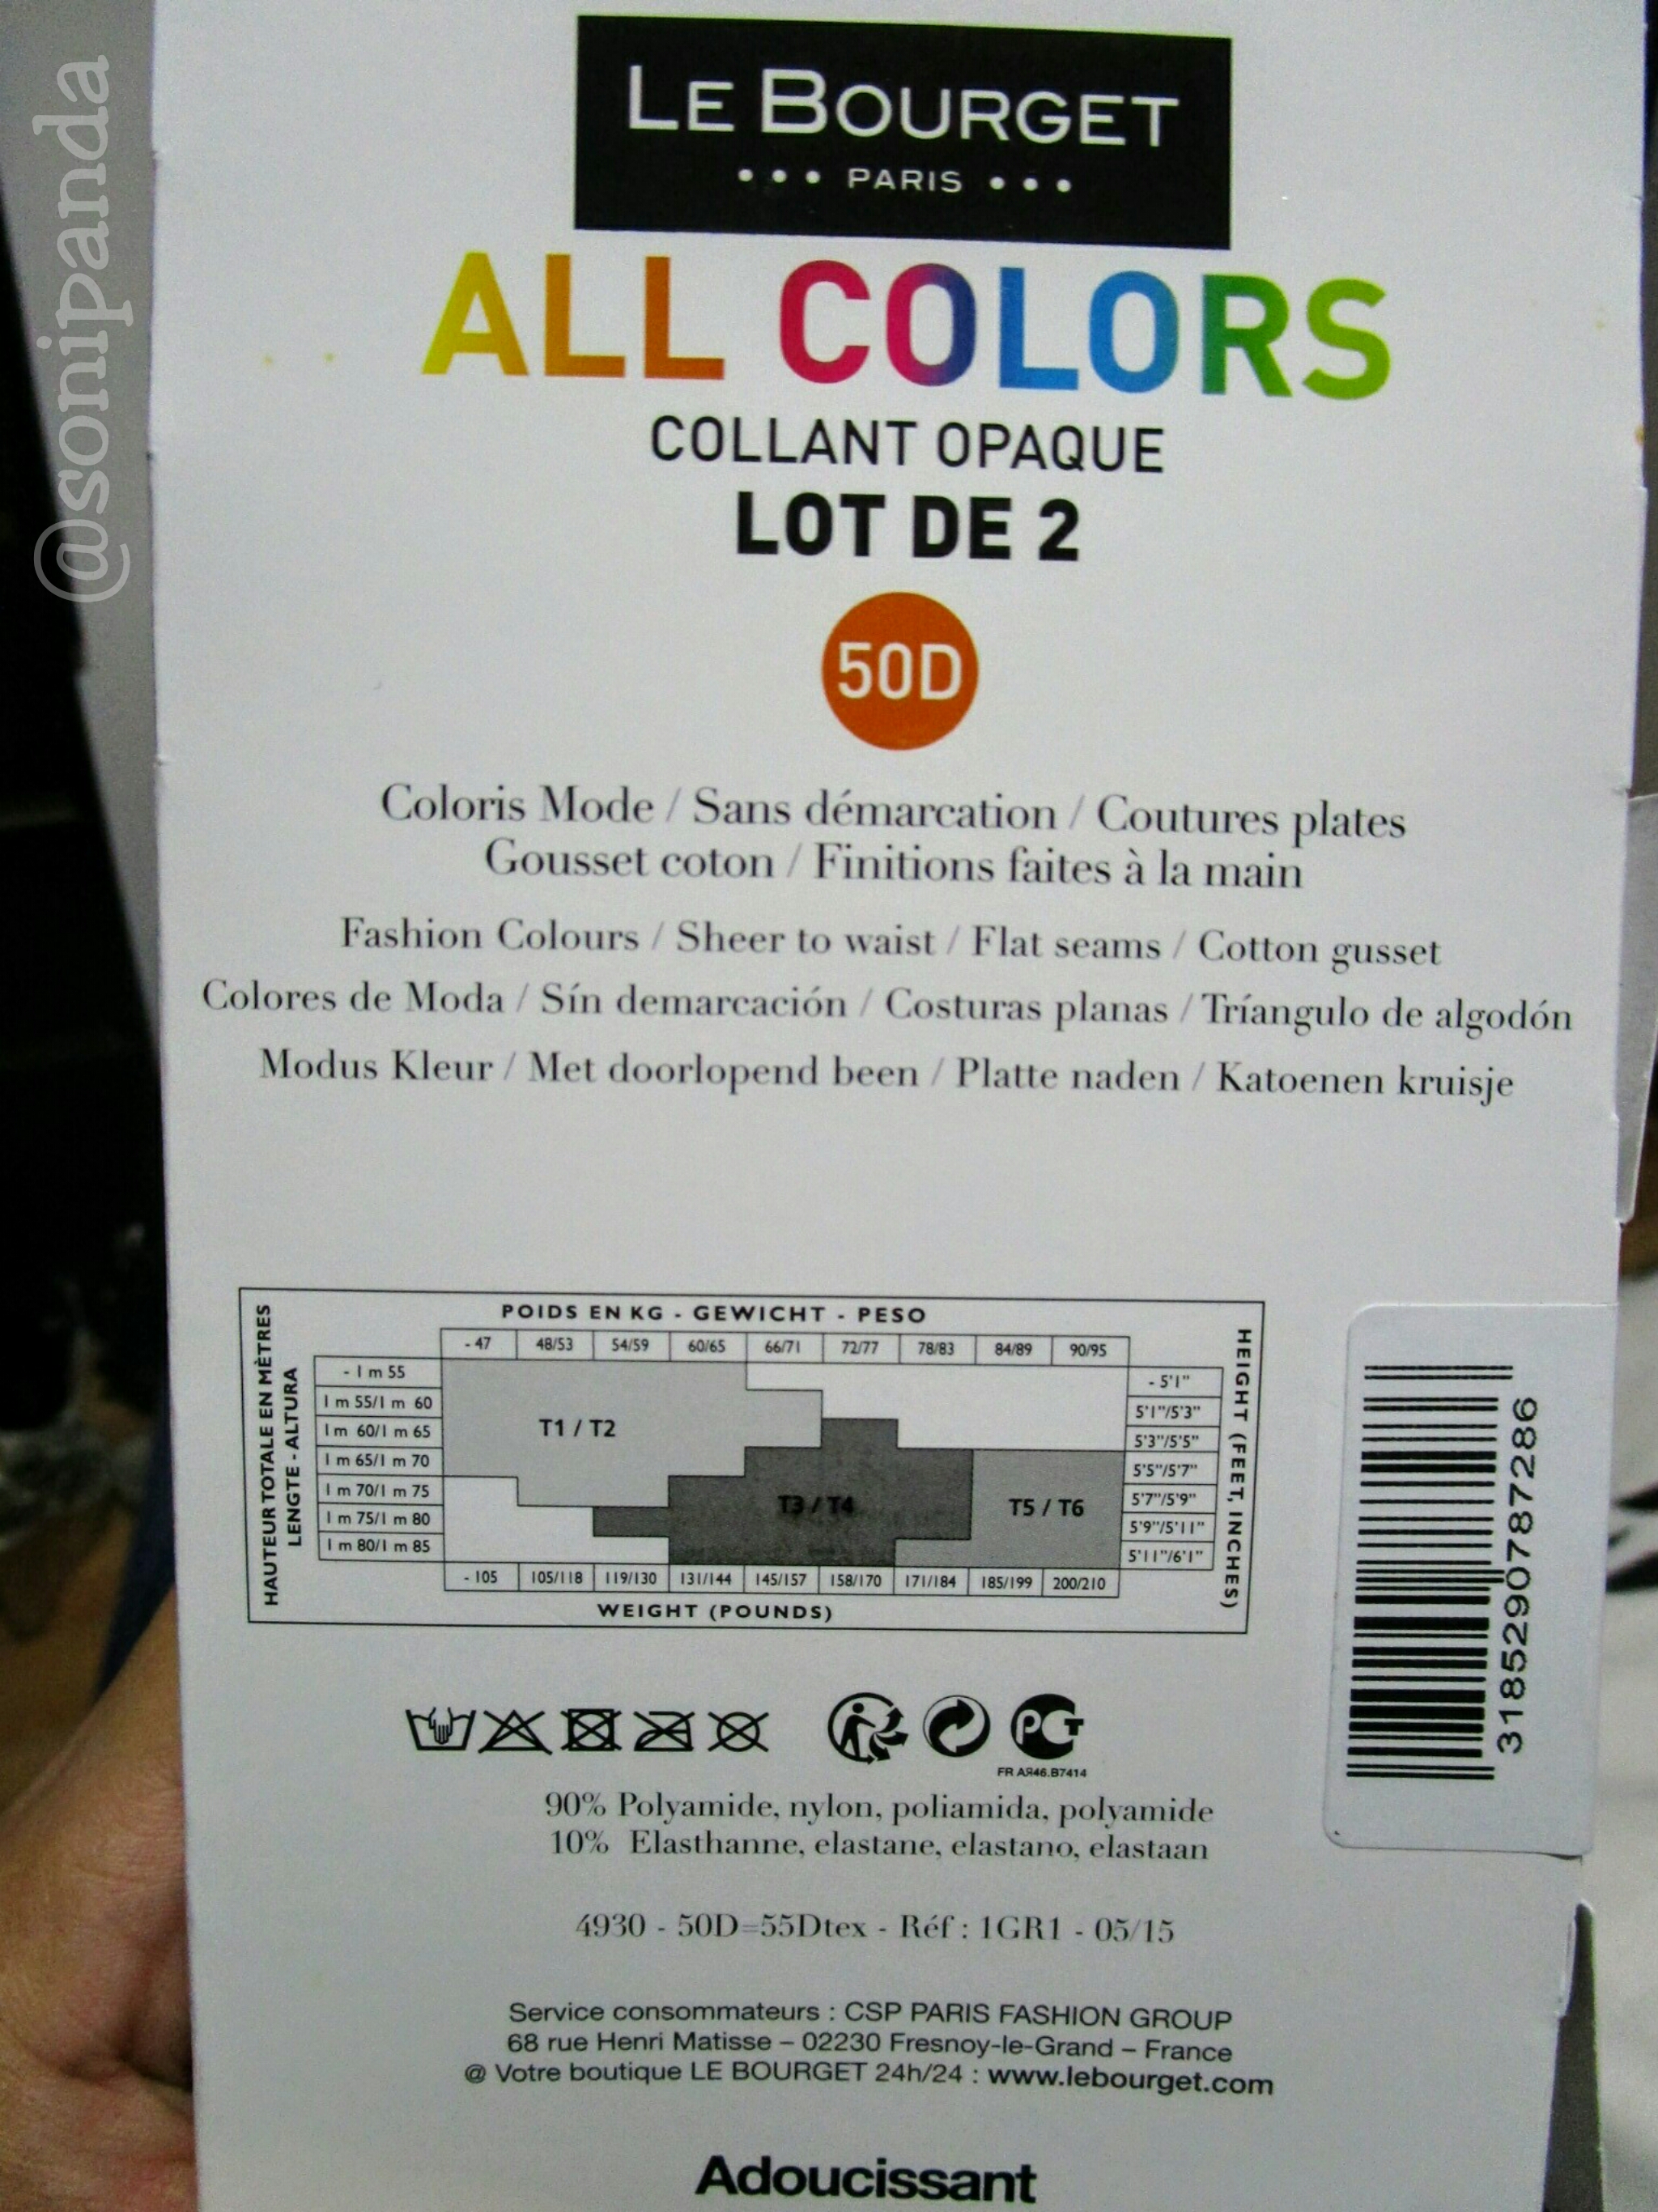 @sonipanda
LE BOURGET
••• PARIS •••
ALL COLORS
COLLANT OPAQUE
LOT DE 2
50D
Coloris Mode / Sans démarcation / Coutures plates
Gousset coton / Finitions faites à la main
Fashion Colours / Sheer to waist / Flat seams / Cotton gusset
Colores de Moda / Sín demarcación / Costuras planas / Tríangulo de algodón
Modus Kleur / Met doorlopend been / Platte naden / Katoenen kruisje
POIDS EN KG - GEWICHT - PESO
- 47 48/53 54/59 60/65 66/71 72/77 78/83 84/89 90/95
HAUTEUR TOTALE EN MÈTRES
LENGTE - ALTURA
- 1 m 55
1 m 55/1 m 60
1m 60/1 m 65
1 m 65/1 m 70
1 m 70/1 m 75
1 m 75/1 m 80
1 m 80/1 m 85
T1 / T2
T3 / T4
T5 / T6
- 5'1"
5'1"/5'3"
5'3"/5'5"
5'5"/5'7"
5'7"/5'9"
5'9"/5'11"
5'11"/6'1"
HEIGHT (FEET, INCHES)
- 105 105/118 119/130 131/144 145/157 158/170 171/184 185/199 200/210
WEIGHT (POUNDS)
3185290787286
PCT
FR AЯ46.B7414
90% Polyamide, nylon, poliamida, polyamide
10% Elasthanne, elastane, elastano, elastaan
4930 - 50D=55Dtex - Réf : 1GR1 - 05/15
Service consommateurs : CSP PARIS FASHION GROUP
68 rue Henri Matisse – 02230 Fresnoy-le-Grand – France
@ Votre boutique LE BOURGET 24h/24 : www.lebourget.com
Adoucissant